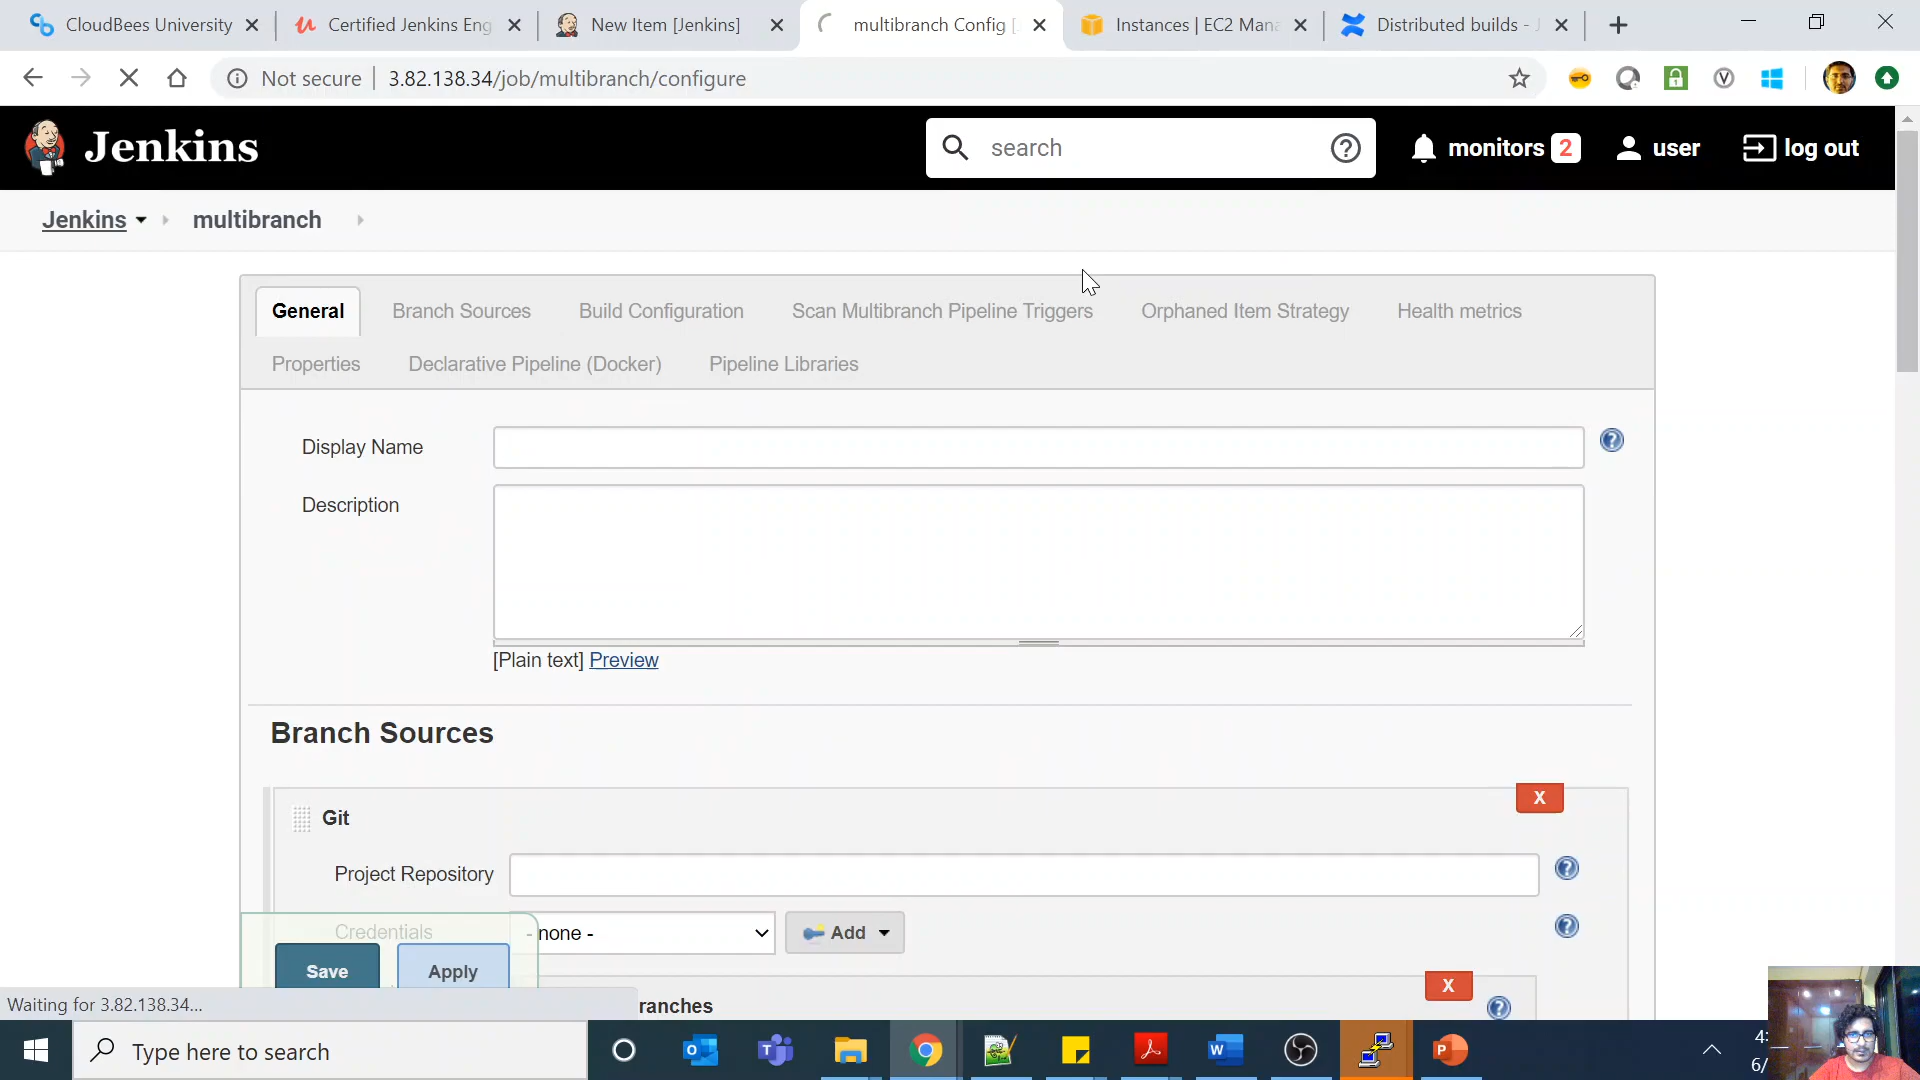 CloudBees University
Certified Jenkins Eng
New Item [Jenkins]
multibranch Config [
Instances | EC2 Mana
Distributed builds - J
Not secure
3.82.138.34/job/multibranch/configure
Jenkins
search
monitors 2
user
log out
Jenkins
multibranch
General
Branch Sources
Build Configuration
Scan Multibranch Pipeline Triggers
Orphaned Item Strategy
Health metrics
Properties
Declarative Pipeline (Docker)
Pipeline Libraries
Display Name
Description
[Plain text] Preview
Branch Sources
X
Git
Project Repository
Credentials
- none -
Add
Save
Apply
X
ranches
Waiting for 3.82.138.34...
Type here to search
4:
6/